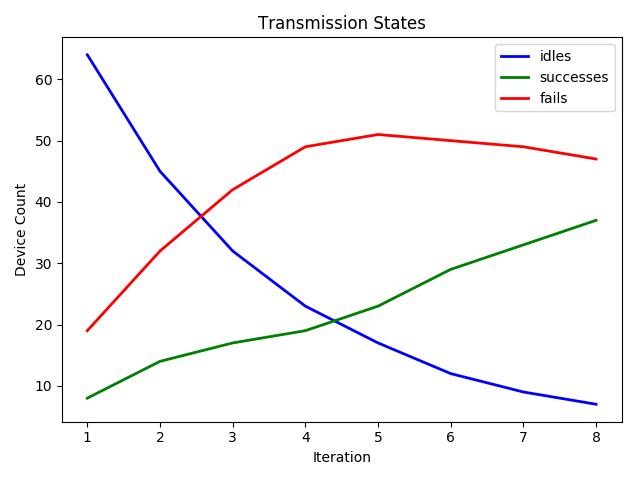 Transmission States
idles
successes
fails
60
50
40
30
20
10
Device Count
1 2 3 4 5 6 7 8
Iteration